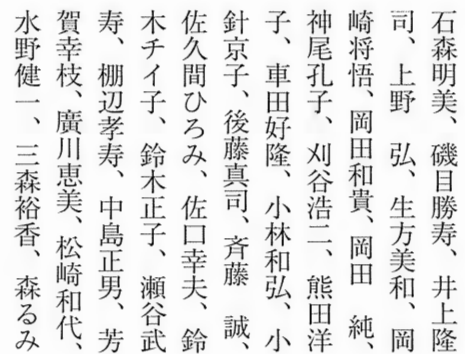 石森明美、磯目勝寿、井上隆
司、上野　弘、生方美和、岡
崎将悟、岡田和貴、岡田　純、
神尾孔子、刈谷浩二、熊田洋
子、車田好隆、小林和弘、小
針京子、後藤真司、斉藤　誠、
佐久間ひろみ、佐口幸夫、鈴
木チイ子、鈴木正子、瀬谷武
寿、棚辺孝寿、中島正男、芳
賀幸枝、廣川恵美、松崎和代、
水野健一、三森裕香、森るみ